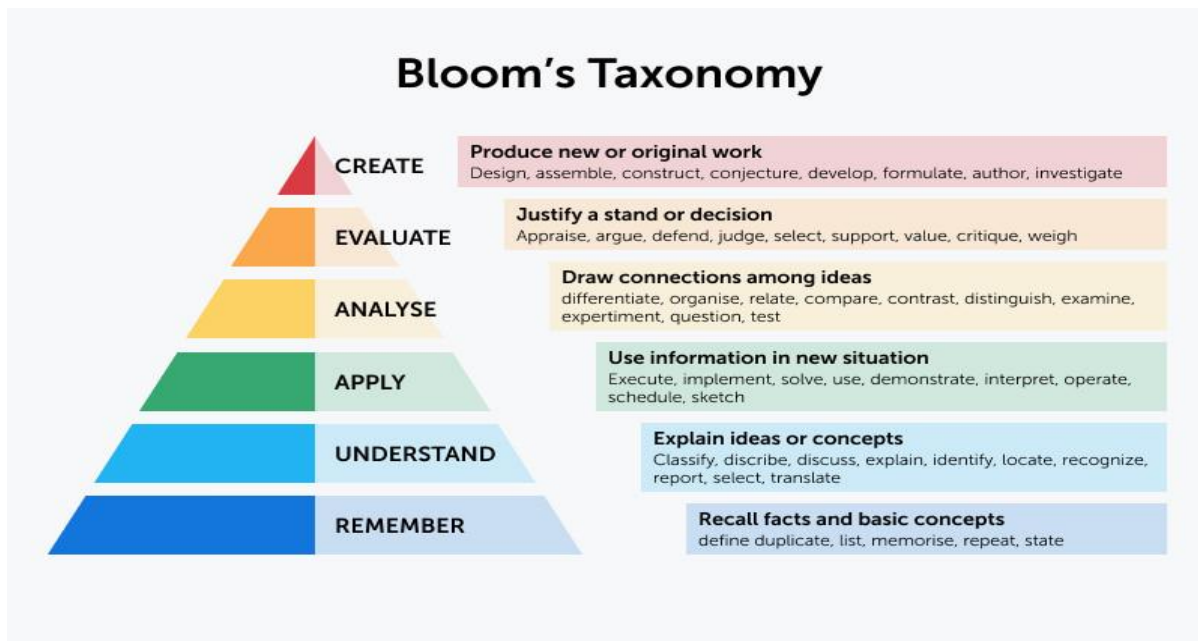 Bloom's Taxonomy
CREATE
Produce new or original work
Design, assemble, construct, conjecture, develop, formulate, author, investigate
EVALUATE
Justify a stand or decision
Appraise, argue, defend, judge, select, support, value, critique, weigh
ANALYSE
Draw connections among ideas
differentiate, organise, relate, compare, contrast, distinguish, examine,
expertiment, question, test
APPLY
Use information in new situation
Execute, implement, solve, use, demonstrate, interpret, operate,
schedule, sketch
UNDERSTAND
Explain ideas or concepts
Classify, discribe, discuss, explain, identify, locate, recognize,
report, select, translate
REMEMBER
Recall facts and basic concepts
define duplicate, list, memorise, repeat, state